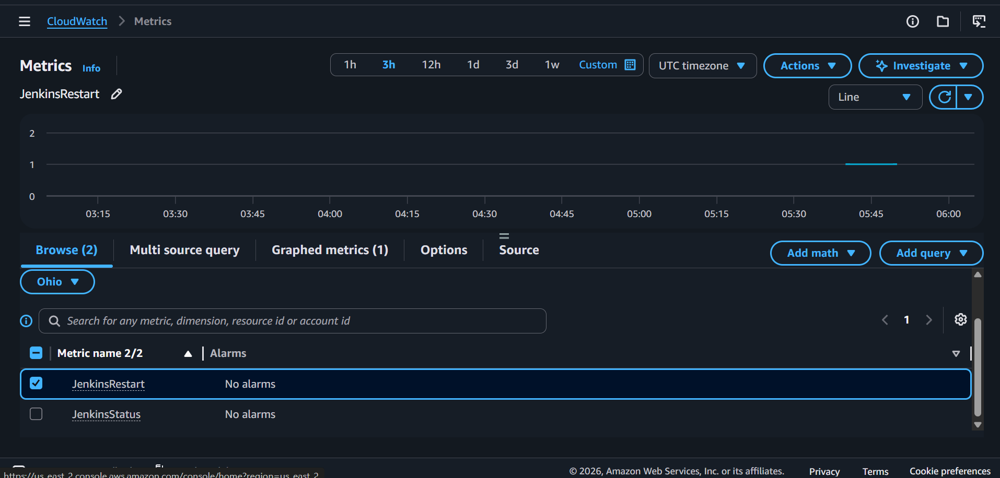 CloudWatch > Metrics
Metrics Info
1h 3h 12h 1d 3d 1w Custom UTC timezone Actions Investigate
JenkinsRestart
Line
2
1
0
03:15 03:30 03:45 04:00 04:15 04:30 04:45 05:00 05:15 05:30 05:45 06:00
Browse (2) Multi source query Graphed metrics (1) Options Source Add math Add query
Ohio
Search for any metric, dimension, resource id or account id 1
Metric name 2/2 Alarms
JenkinsRestart No alarms
JenkinsStatus No alarms
© 2026, Amazon Web Services, Inc. or its affiliates. Privacy Terms Cookie preferences
https://us-east-2.console.aws.amazon.com/console/home?region=us-east-2